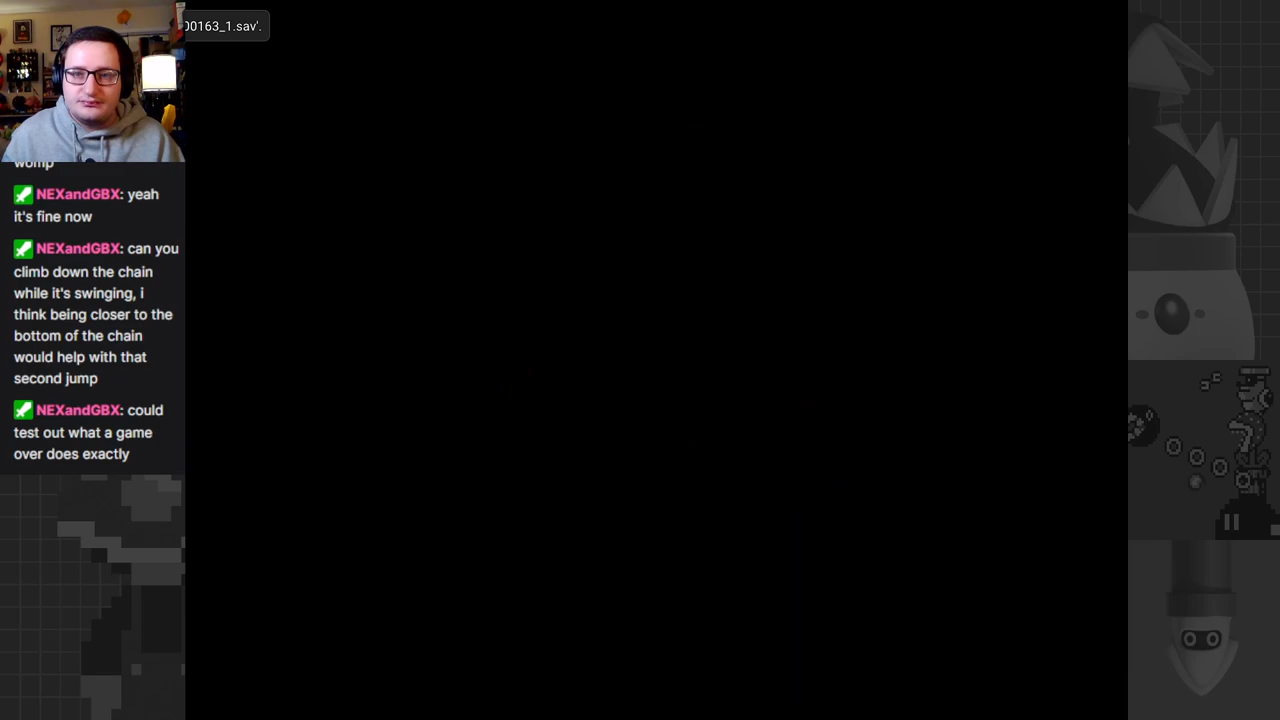 00163_1.sav'.
womp
NEXandGBX: yeah
it's fine now
NEXandGBX: can you
climb down the chain
while it's swinging, i
think being closer to the
bottom of the chain
would help with that
second jump
NEXandGBX: could
test out what a game
over does exactly